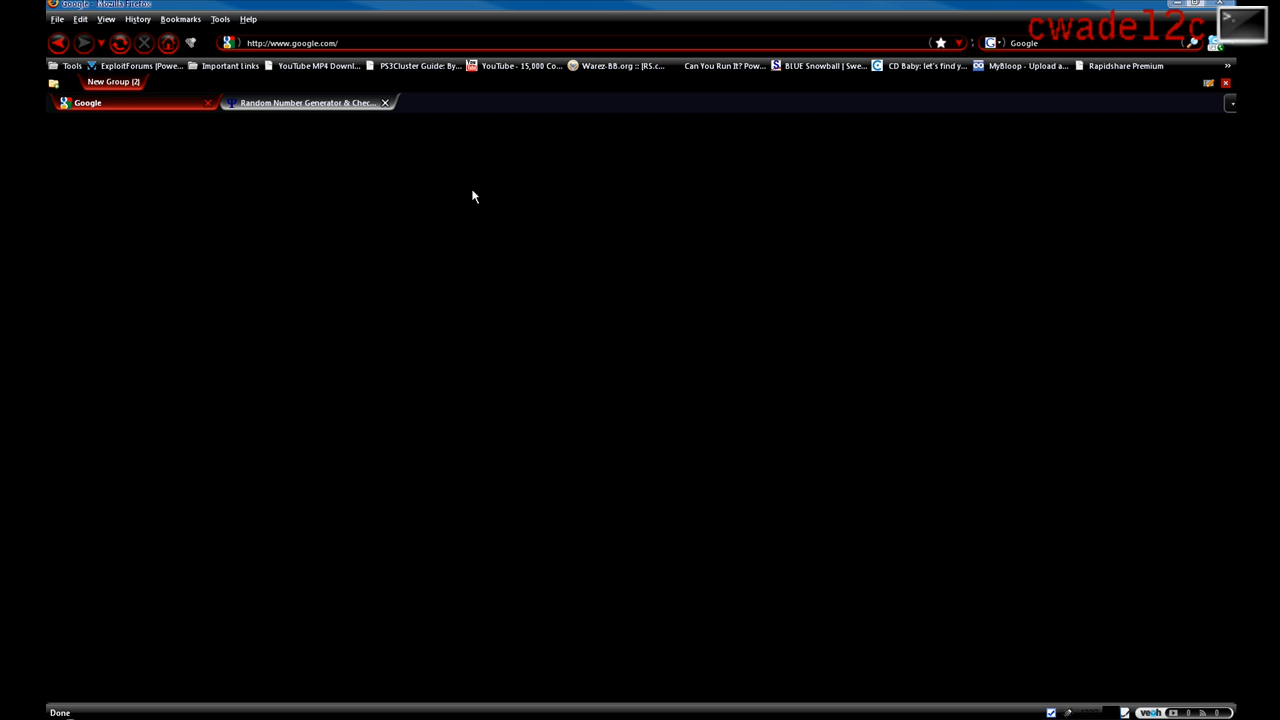 Google - Mozilla Firefox
File Edit View History Bookmarks Tools Help
cwade12c
http://www.google.com/
Google
Tools ExploitForums |Powe... Important links YouTube MP4 Downl... PS3Cluster Guide: By... YouTube - 15,000 Co... Warez-BB.org :: [RS.c... Can You Run It? Pow... BLUE Snowball | Swe... CD Baby: let's find y... MyBloop - Upload a... Rapidshare Premium »
New Group [2]
Google Random Number Generator & Chec...
Done
veoh 0 0